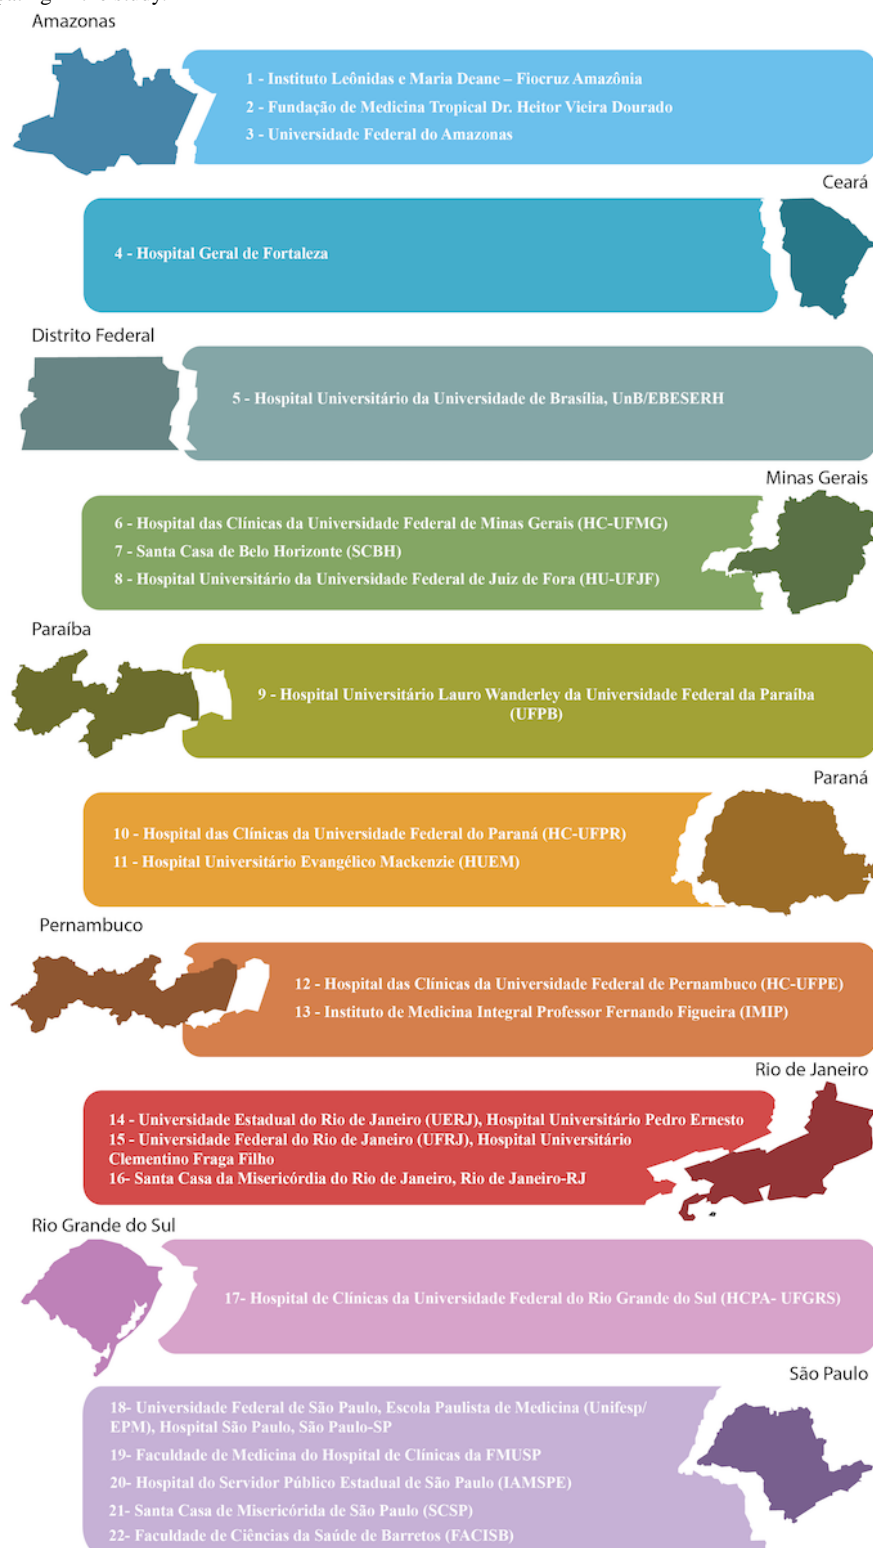 Amazonas
1 - Instituto Leônidas e Maria Deane – Fiocruz Amazônia
2 - Fundação de Medicina Tropical Dr. Heitor Vieira Dourado
3 - Universidade Federal do Amazonas
Ceará
4 - Hospital Geral de Fortaleza
Distrito Federal
5 - Hospital Universitário da Universidade de Brasília, UnB/EBESERH
Minas Gerais
6 - Hospital das Clínicas da Universidade Federal de Minas Gerais (HC-UFMG)
7 - Santa Casa de Belo Horizonte (SCBH)
8 - Hospital Universitário da Universidade Federal de Juiz de Fora (HU-UFJF)
Paraíba
9 - Hospital Universitário Lauro Wanderley da Universidade Federal da Paraíba
(UFPB)
Paraná
10 - Hospital das Clínicas da Universidade Federal do Paraná (HC-UFPR)
11 - Hospital Universitário Evangélico Mackenzie (HUEM)
Pernambuco
12 - Hospital das Clínicas da Universidade Federal de Pernambuco (HC-UFPE)
13 - Instituto de Medicina Integral Professor Fernando Figueira (IMIP)
Rio de Janeiro
14 - Universidade Estadual do Rio de Janeiro (UERJ), Hospital Universitário Pedro Ernesto
15 - Universidade Federal do Rio de Janeiro (UFRJ), Hospital Universitário
Clementino Fraga Filho
16- Santa Casa da Misericórdia do Rio de Janeiro, Rio de Janeiro-RJ
Rio Grande do Sul
17- Hospital de Clínicas da Universidade Federal do Rio Grande do Sul (HCPA- UFGRS)
São Paulo
18- Universidade Federal de São Paulo, Escola Paulista de Medicina (Unifesp/
EPM), Hospital São Paulo, São Paulo-SP
19- Faculdade de Medicina do Hospital de Clínicas da FMUSP
20- Hospital do Servidor Público Estadual de São Paulo (IAMSPE)
21- Santa Casa de Misericórida de São Paulo (SCSP)
22- Faculdade de Ciências da Saúde de Barretos (FACISB)